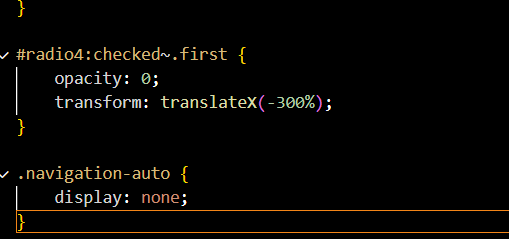 }
#radio4:checked~.first {
opacity: 0;
transform: translateX(-300%);
}
.navigation-auto {
display: none;
}